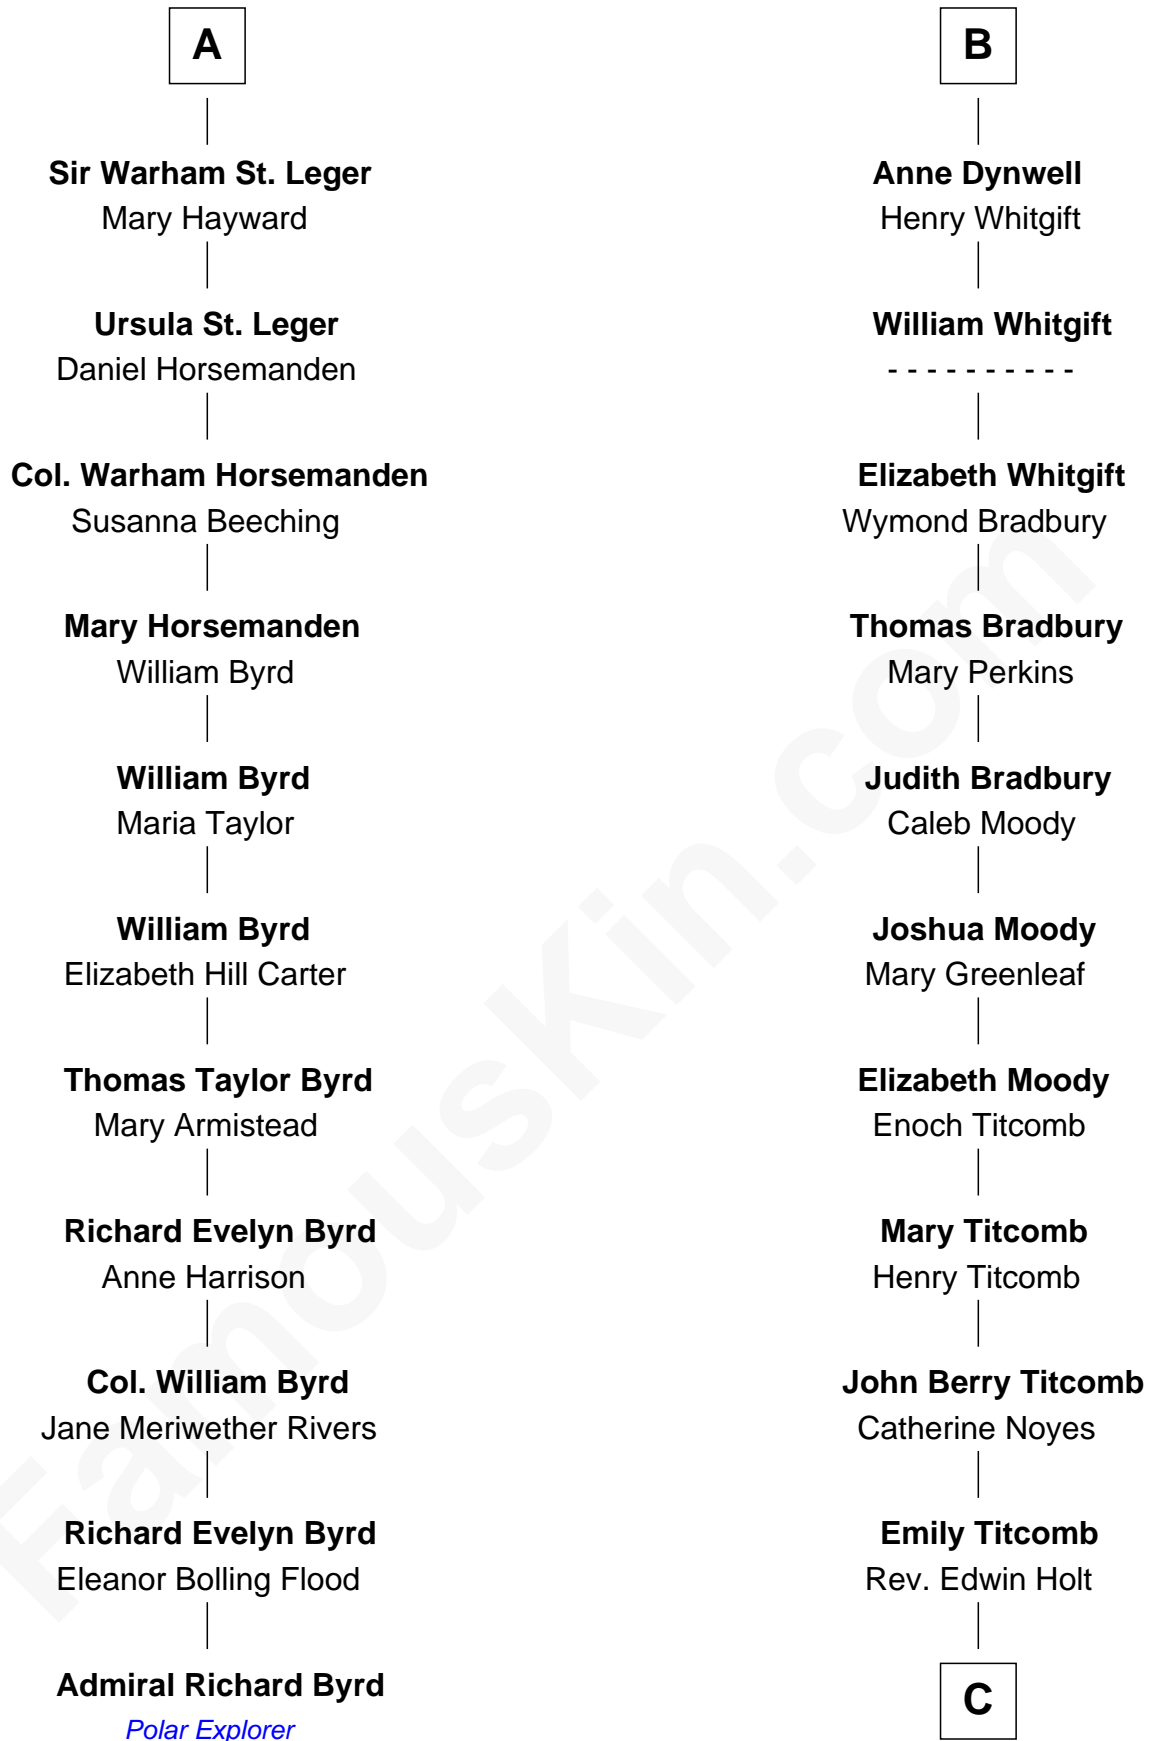 A
Sir Warham St. Leger
Mary Hayward
Ursula St. Leger
Daniel Horsemanden
Col. Warham Horsemanden
Susanna Beeching
Mary Horsemanden
William Byrd
William Byrd
Maria Taylor
William Byrd
Elizabeth Hill Carter
Thomas Taylor Byrd
Mary Armistead
Richard Evelyn Byrd
Anne Harrison
Col. William Byrd
Jane Meriwether Rivers
Richard Evelyn Byrd
Eleanor Bolling Flood
Admiral Richard Byrd
Polar Explorer
B
Anne Dynwell
Henry Whitgift
William Whitgift
- - - - - - - - - -
Elizabeth Whitgift
Wymond Bradbury
Thomas Bradbury
Mary Perkins
Judith Bradbury
Caleb Moody
Joshua Moody
Mary Greenleaf
Elizabeth Moody
Enoch Titcomb
Mary Titcomb
Henry Titcomb
John Berry Titcomb
Catherine Noyes
Emily Titcomb
Rev. Edwin Holt
C
FamousKin.com